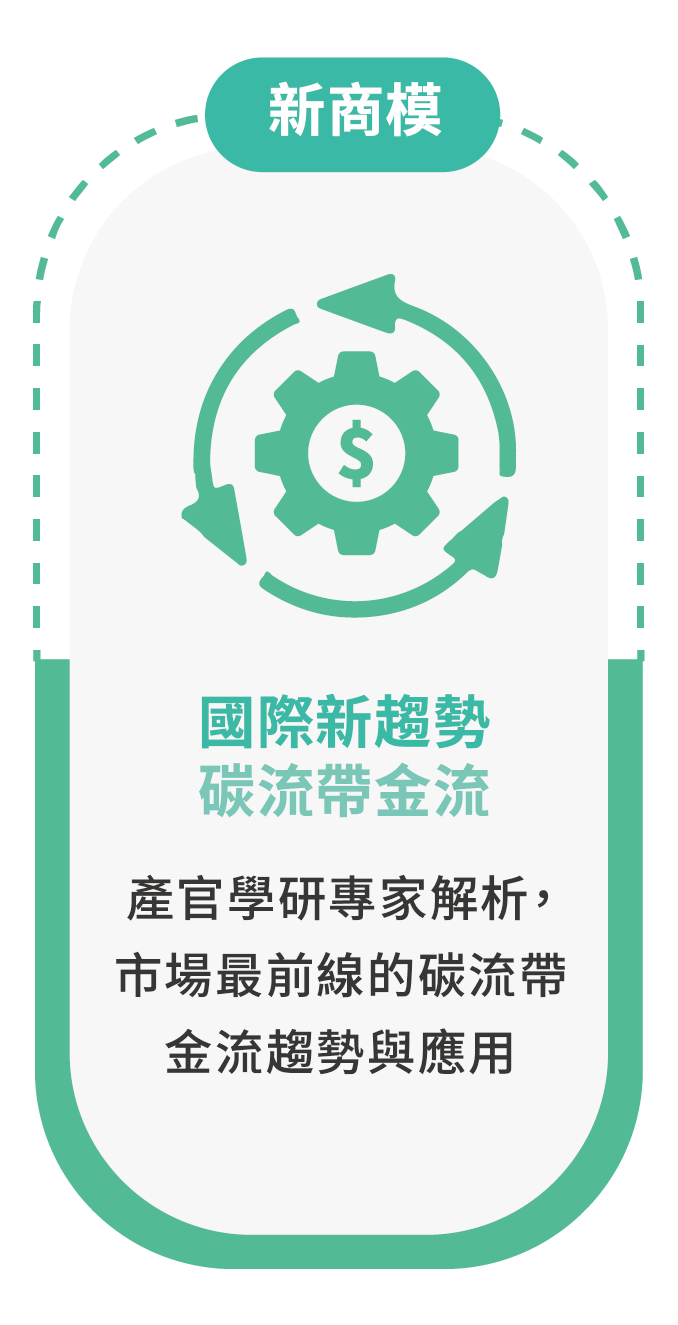 新商模
$
國際新趨勢
碳流帶金流
產官學研專家解析，
市場最前線的碳流帶
金流趨勢與應用